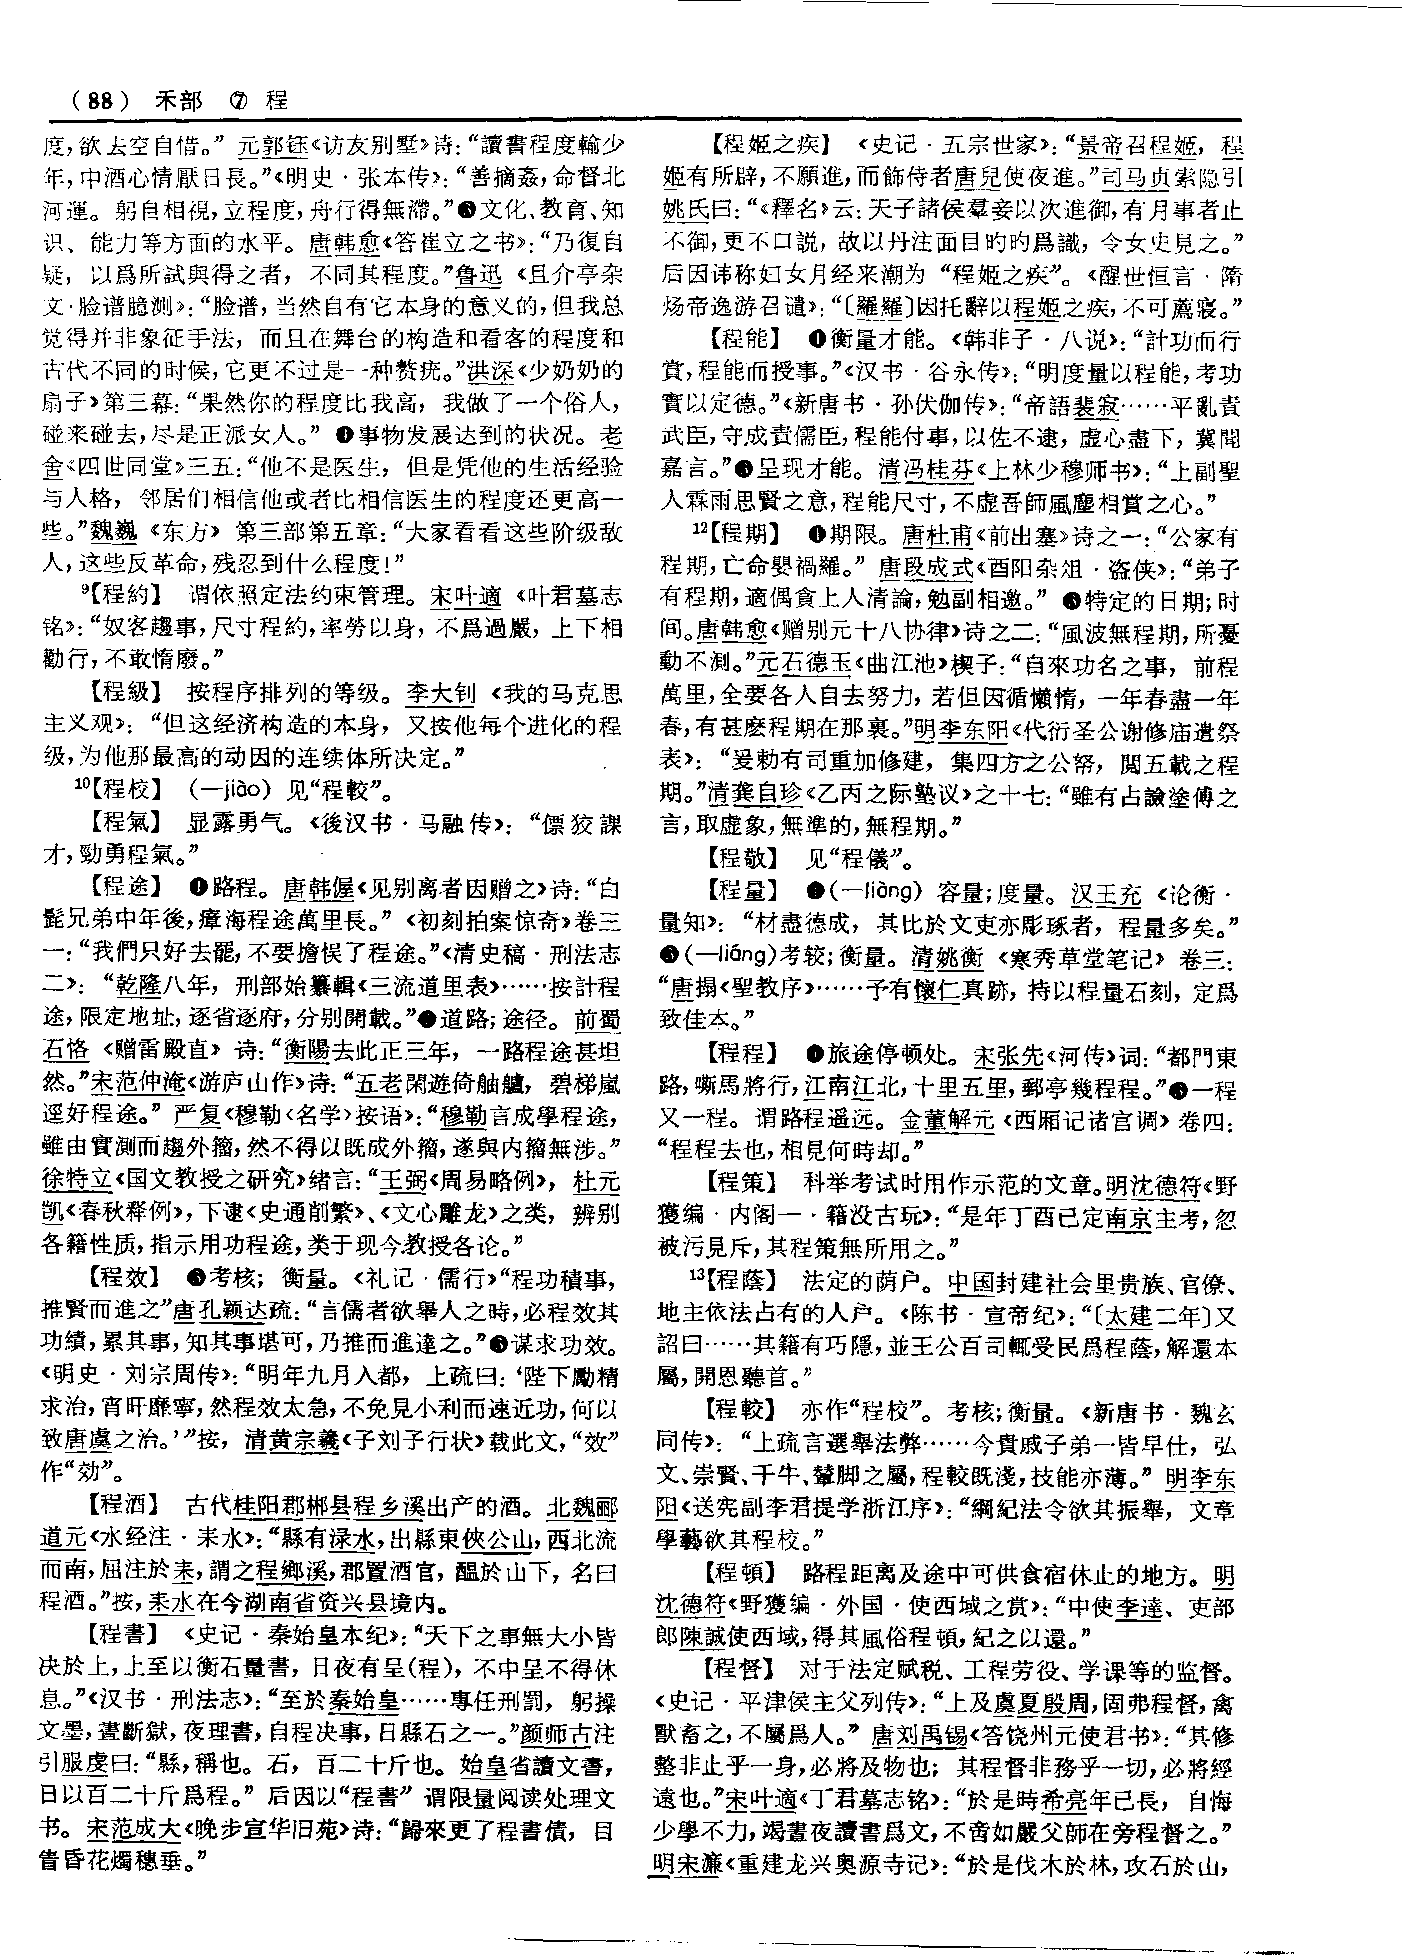 (88) 禾部 ⑦ 程
度,欲去空自惜。”元郭钰《访友别墅》诗:“讀書程度輸少
年,中酒心情厭日長。”《明史·张本传》:“善摘姦,命督北
河運。躬自相視,立程度,舟行得無滯。”❸文化、教育、知
识、能力等方面的水平。唐韩愈《答崔立之书》:“乃復自
疑,以爲所試與得之者,不同其程度。”鲁迅《且介亭杂
文·脸谱臆测》:“脸谱,当然自有它本身的意义的,但我总
觉得并非象征手法,而且在舞台的构造和看客的程度和
古代不同的时候,它更不过是一种赘疣。”洪深《少奶奶的
扇子》第三幕:“果然你的程度比我高,我做了一个俗人,
碰来碰去,尽是正派女人。”❹事物发展达到的状况。老
舍《四世同堂》三五:“他不是医生,但是凭他的生活经验
与人格,邻居们相信他或者比相信医生的程度还更高一
些。”魏巍《东方》第三部第五章:“大家看看这些阶级敌
人,这些反革命,残忍到什么程度!”
⁹【程約】 谓依照定法约束管理。宋叶適《叶君墓志
铭》:“奴客趨事,尺寸程約,率勞以身,不爲過嚴,上下相
勸行,不敢惰廢。”
【程級】 按程序排列的等级。李大钊《我的马克思
主义观》:“但这经济构造的本身,又按他每个进化的程
级,为他那最高的动因的连续体所决定。”
¹⁰【程校】 (—jiào) 见“程較”。
【程氣】 显露勇气。《後汉书·马融传》:“僄狡課
才,勁勇程氣。”
【程途】 ❶路程。唐韩偓《见别离者因赠之》诗:“白
髭兄弟中年後,瘴海程途萬里長。”《初刻拍案惊奇》卷三
一:“我們只好去罷,不要擔悮了程途。”《清史稿·刑法志
二》:“乾隆八年,刑部始纂輯《三流道里表》……按計程
途,限定地址,逐省逐府,分别開載。”❷道路;途径。前蜀
石恪《赠雷殿直》诗:“衡陽去此正三年,一路程途甚坦
然。”宋范仲淹《游庐山作》诗:“五老閑遊倚舳艫,碧梯嵐
逕好程途。”严复《穆勒〈名学〉按语》:“穆勒言成學程途,
雖由實測而趨外籀,然不得以既成外籀,遂與内籀無涉。”
徐特立《国文教授之研究》绪言:“王弼《周易略例》,杜元
凯《春秋释例》,下逮《史通削繁》、《文心雕龙》之类,辨别
各籍性质,指示用功程途,类于现今教授各论。”
【程效】 ❶考核;衡量。《礼记·儒行》“程功積事,
推賢而進之”唐孔颖达疏:“言儒者欲舉人之時,必程效其
功績,累其事,知其事堪可,乃推而進達之。”❷谋求功效。
《明史·刘宗周传》:“明年九月入都,上疏曰:‘陛下勵精
求治,宵旰靡寧,然程效太急,不免見小利而速近功,何以
致唐虞之治。’”按,清黄宗羲《子刘子行状》载此文,“效”
作“効”。
【程酒】 古代桂阳郡郴县程乡溪出产的酒。北魏郦
道元《水经注·耒水》:“縣有渌水,出縣東俠公山,西北流
而南,屈注於耒,謂之程鄉溪,郡置酒官,醖於山下,名曰
程酒。”按,耒水在今湖南省资兴县境内。
【程書】 《史记·秦始皇本纪》:“天下之事無大小皆
决於上,上至以衡石量書,日夜有呈(程),不中呈不得休
息。”《汉书·刑法志》:“至於秦始皇……專任刑罰,躬操
文墨,晝斷獄,夜理書,自程决事,日縣石之一。”颜师古注
引服虔曰:“縣,稱也。石,百二十斤也。始皇省讀文書,
日以百二十斤爲程。”后因以“程書”谓限量阅读处理文
书。宋范成大《晚步宣华旧苑》诗:“歸來更了程書債,目
眚昏花燭穗垂。”
【程姬之疾】 《史记·五宗世家》:“景帝召程姬,程
姬有所辟,不願進,而飾侍者唐兒使夜進。”司马贞索隐引
姚氏曰:“《釋名》云:天子諸侯羣妾以次進御,有月事者止
不御,更不口説,故以丹注面目旳旳爲識,令女史見之。”
后因讳称妇女月经来潮为“程姬之疾”。《醒世恒言·隋
炀帝逸游召谴》:“〔羅羅〕因托辭以程姬之疾,不可薦寢。”
【程能】 ❶衡量才能。《韩非子·八说》:“計功而行
賞,程能而授事。”《汉书·谷永传》:“明度量以程能,考功
實以定德。”《新唐书·孙伏伽传》:“帝語裴寂……平亂責
武臣,守成責儒臣,程能付事,以佐不逮,虚心盡下,冀聞
嘉言。”❷呈现才能。清冯桂芬《上林少穆师书》:“上副聖
人霖雨思賢之意,程能尺寸,不虚吾師風塵相賞之心。”
¹²【程期】 ❶期限。唐杜甫《前出塞》诗之一:“公家有
程期,亡命嬰禍羅。”唐段成式《酉阳杂俎·盗侠》:“弟子
有程期,適偶貪上人清論,勉副相邀。”❷特定的日期;时
间。唐韩愈《赠别元十八协律》诗之二:“風波無程期,所憂
動不測。”元石德玉《曲江池》楔子:“自來功名之事,前程
萬里,全要各人自去努力,若但因循懒惰,一年春盡一年
春,有甚麽程期在那裏。”明李东阳《代衍圣公谢修庙遣祭
表》:“爰勅有司重加修建,集四方之公帑,閲五載之程
期。”清龚自珍《乙丙之际塾议》之十七:“雖有占譣塗傅之
言,取虚象,無準的,無程期。”
【程敬】 见“程儀”。
【程量】 ❶(—liàng) 容量;度量。汉王充《论衡·
量知》:“材盡德成,其比於文吏亦彫琢者,程量多矣。”
❷(—liáng)考较;衡量。清姚衡《寒秀草堂笔记》卷三:
“唐搨《聖教序》……予有懷仁真跡,持以程量石刻,定爲
致佳本。”
【程程】 ❶旅途停顿处。宋张先《河传》词:“都門東
路,嘶馬將行,江南江北,十里五里,郵亭幾程程。”❷一程
又一程。谓路程遥远。金董解元《西厢记诸宫调》卷四:
“程程去也,相見何時却。”
【程策】 科举考试时用作示范的文章。明沈德符《野
獲编·内阁一·籍没古玩》:“是年丁酉已定南京主考,忽
被污見斥,其程策無所用之。”
¹³【程蔭】 法定的荫户。中国封建社会里贵族、官僚、
地主依法占有的人户。《陈书·宣帝纪》:“〔太建二年〕又
詔曰……其籍有巧隱,並王公百司輒受民爲程蔭,解還本
屬,開恩聽首。”
【程較】 亦作“程校”。考核;衡量。《新唐书·魏玄
同传》:“上疏言選舉法弊……今貴戚子弟一皆早仕,弘
文、崇賢、千牛、輦脚之屬,程較既淺,技能亦薄。”明李东
阳《送宪副李君提学浙江序》:“綱紀法令欲其振舉,文章
學藝欲其程校。”
【程頓】 路程距离及途中可供食宿休止的地方。明
沈德符《野獲编·外国·使西域之赏》:“中使李達、吏部
郎陳誠使西域,得其風俗程頓,紀之以還。”
【程督】 对于法定赋税、工程劳役、学课等的监督。
《史记·平津侯主父列传》:“上及虞夏殷周,固弗程督,禽
獸畜之,不屬爲人。”唐刘禹锡《答饶州元使君书》:“其修
整非止乎一身,必將及物也;其程督非務乎一切,必將經
遠也。”宋叶適《丁君墓志铭》:“於是時希亮年已長,自悔
少學不力,竭晝夜讀書爲文,不啻如嚴父師在旁程督之。”
明宋濂《重建龙兴奥源寺记》:“於是伐木於林,攻石於山,